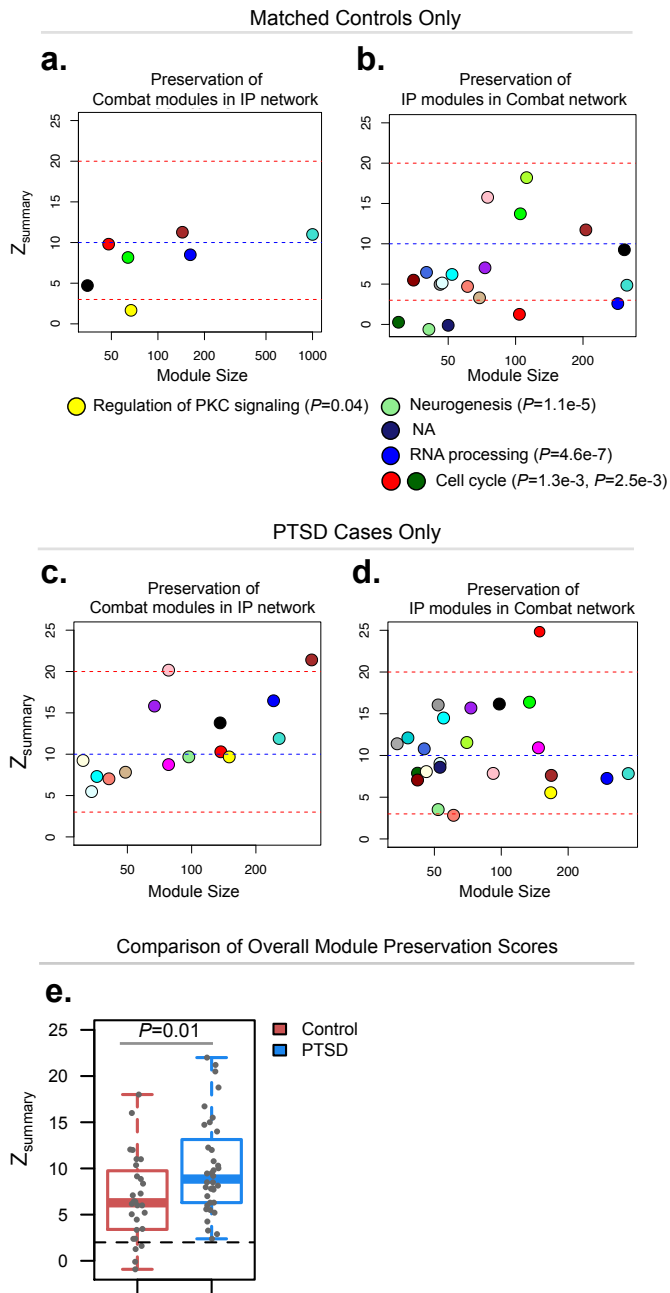 Matched Controls Only
a.
Preservation of
Combat modules in IP network
25
20
15
10
5
0
Zsummary
50 100 200 500 1000
Module Size
b.
Preservation of
IP modules in Combat network
25
20
15
10
5
0
50 100 200
Module Size
Regulation of PKC signaling (P=0.04)
Neurogenesis (P=1.1e-5)
NA
RNA processing (P=4.6e-7)
Cell cycle (P=1.3e-3, P=2.5e-3)
PTSD Cases Only
c.
Preservation of
Combat modules in IP network
25
20
15
10
5
0
Zsummary
50 100 200
Module Size
d.
Preservation of
IP modules in Combat network
25
20
15
10
5
0
50 100 200
Module Size
Comparison of Overall Module Preservation Scores
e.
P=0.01
Control
PTSD
25
20
15
10
5
0
Zsummary